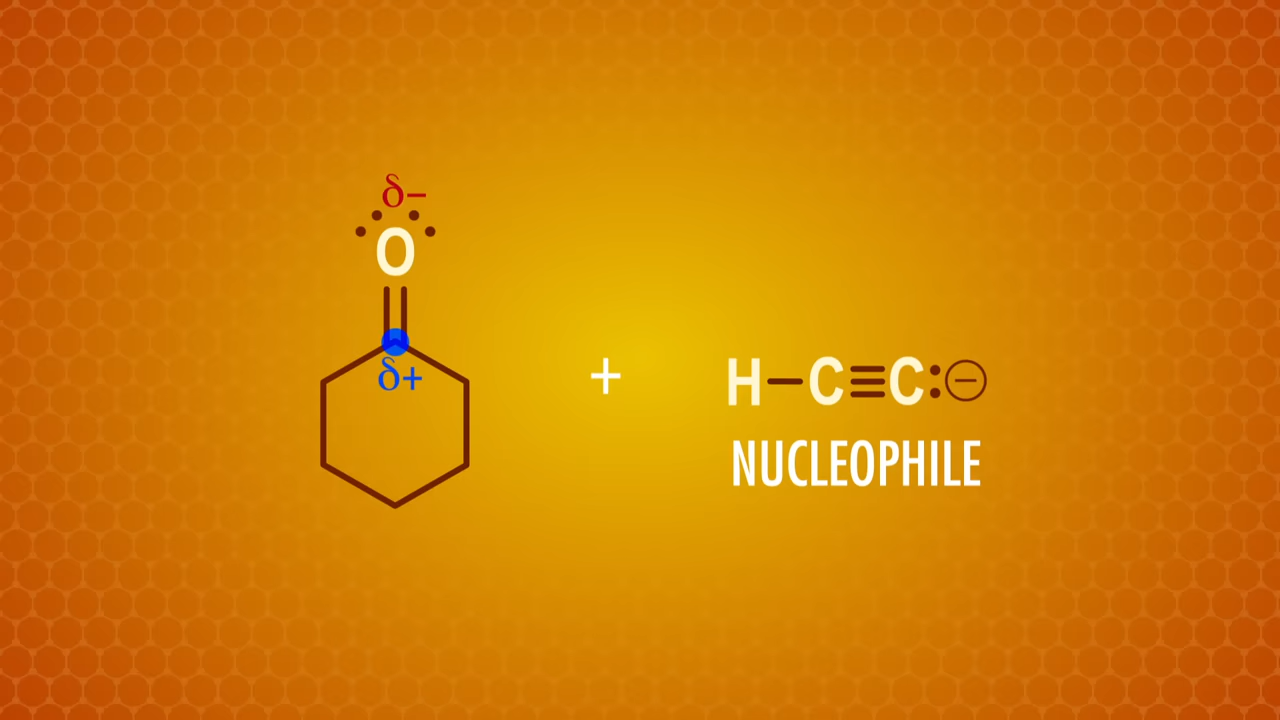 δ−
O
δ+
+
H−C≡C:⊖
NUCLEOPHILE